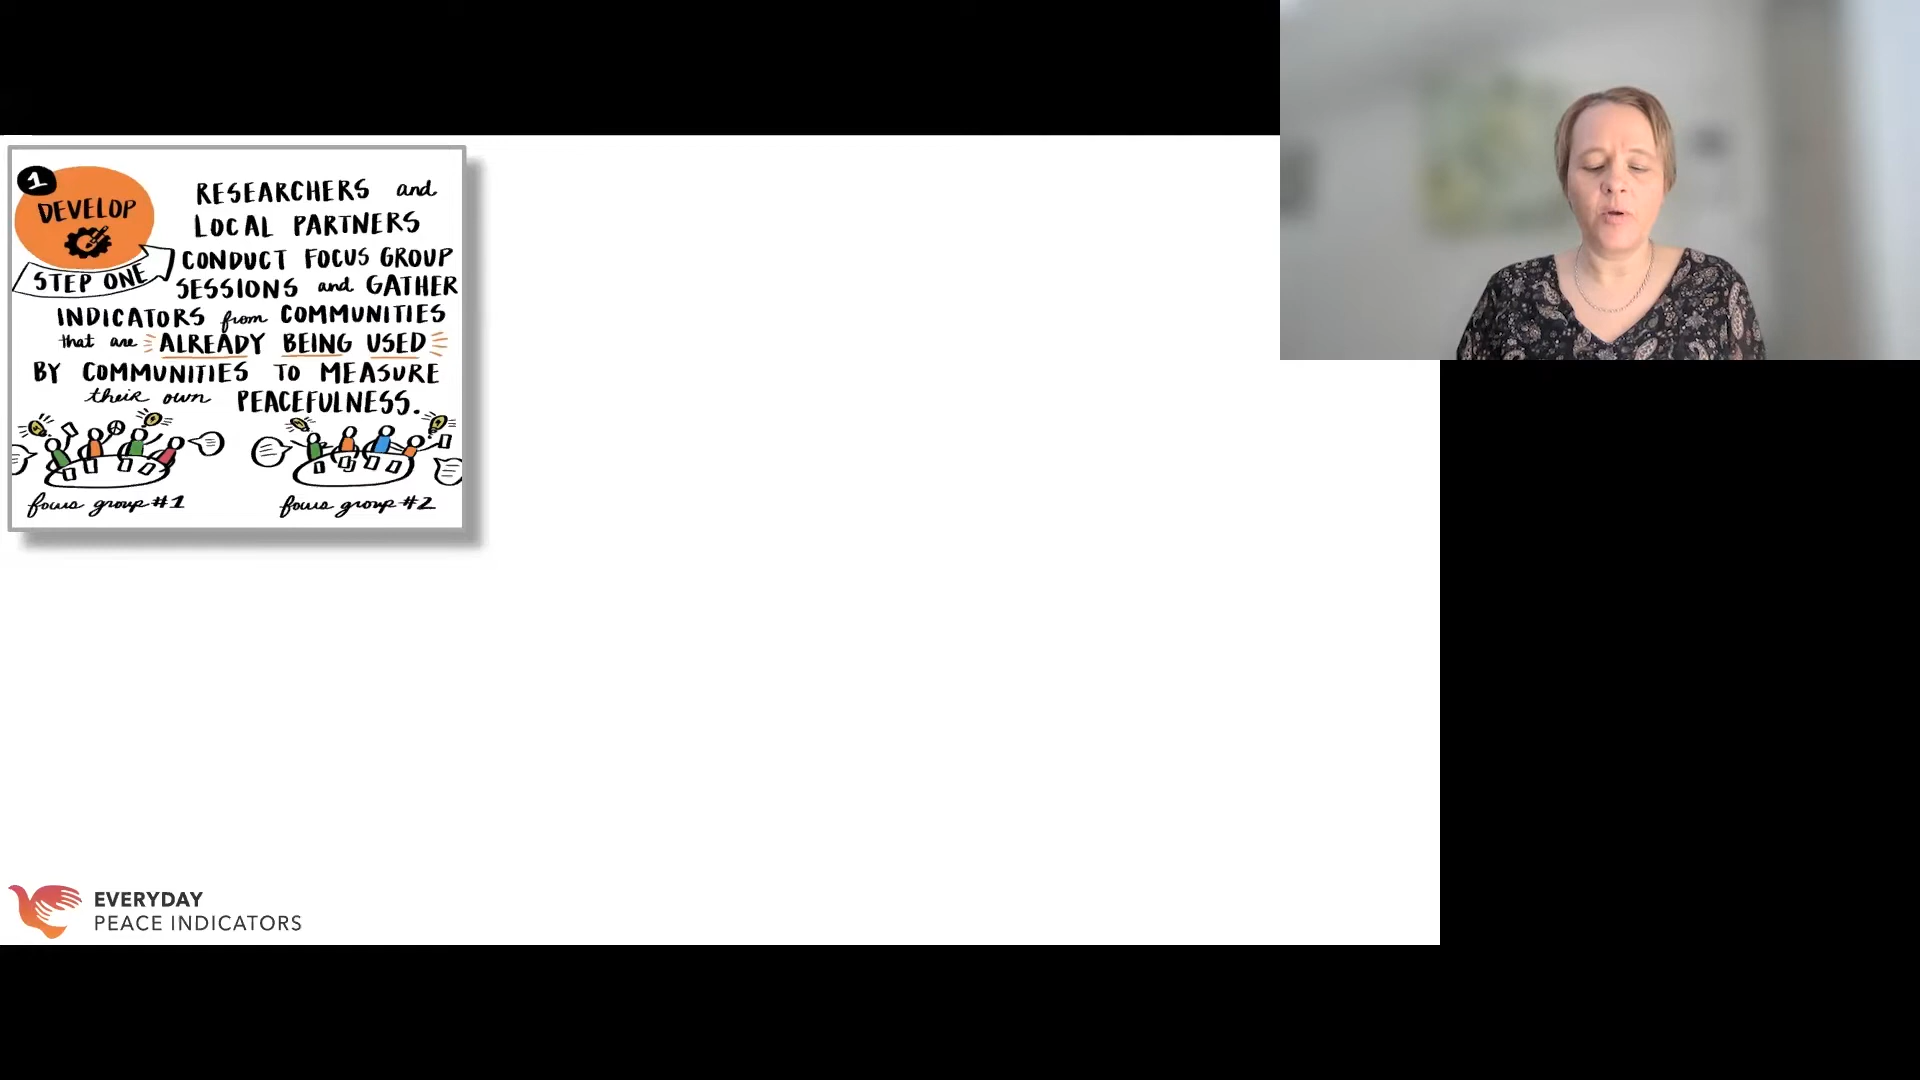 1
DEVELOP
STEP ONE
RESEARCHERS and
LOCAL PARTNERS
CONDUCT FOCUS GROUP
SESSIONS and GATHER
INDICATORS from COMMUNITIES
that are ALREADY BEING USED
BY COMMUNITIES TO MEASURE
their own PEACEFULNESS.
focus group #1
focus group #2
EVERYDAY
PEACE INDICATORS